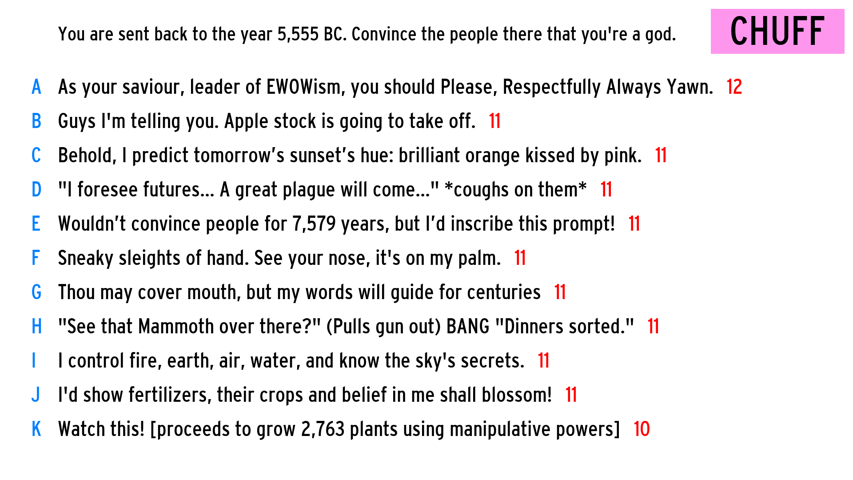 You are sent back to the year 5,555 BC. Convince the people there that you're a god.
CHUFF
A As your saviour, leader of EWOWism, you should Please, Respectfully Always Yawn. 12
B Guys I'm telling you. Apple stock is going to take off. 11
C Behold, I predict tomorrow’s sunset’s hue: brilliant orange kissed by pink. 11
D "I foresee futures... A great plague will come..." *coughs on them* 11
E Wouldn’t convince people for 7,579 years, but I’d inscribe this prompt! 11
F Sneaky sleights of hand. See your nose, it's on my palm. 11
G Thou may cover mouth, but my words will guide for centuries 11
H "See that Mammoth over there?" (Pulls gun out) BANG "Dinners sorted." 11
I I control fire, earth, air, water, and know the sky's secrets. 11
J I'd show fertilizers, their crops and belief in me shall blossom! 11
K Watch this! [proceeds to grow 2,763 plants using manipulative powers] 10